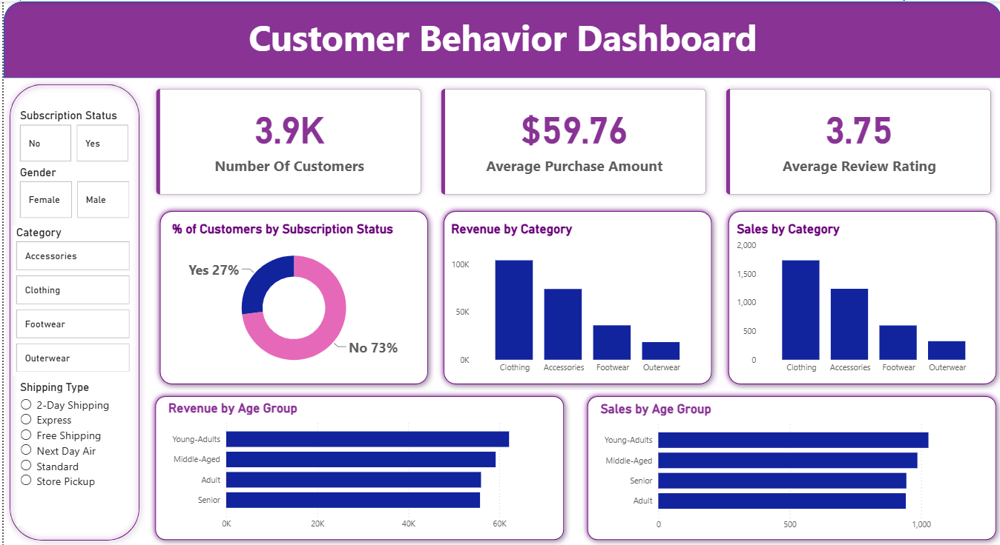 Customer Behavior Dashboard
Subscription Status
No
Yes
Gender
Female
Male
Category
Accessories
Clothing
Footwear
Outerwear
Shipping Type
2-Day Shipping
Express
Free Shipping
Next Day Air
Standard
Store Pickup
3.9K
Number Of Customers
$59.76
Average Purchase Amount
3.75
Average Review Rating
% of Customers by Subscription Status
Yes 27%
No 73%
Revenue by Category
100K
50K
0K
Clothing
Accessories
Footwear
Outerwear
Sales by Category
2,000
1,500
1,000
500
0
Clothing
Accessories
Footwear
Outerwear
Revenue by Age Group
Young-Adults
Middle-Aged
Adult
Senior
0K
20K
40K
60K
Sales by Age Group
Young-Adults
Middle-Aged
Senior
Adult
0
500
1,000